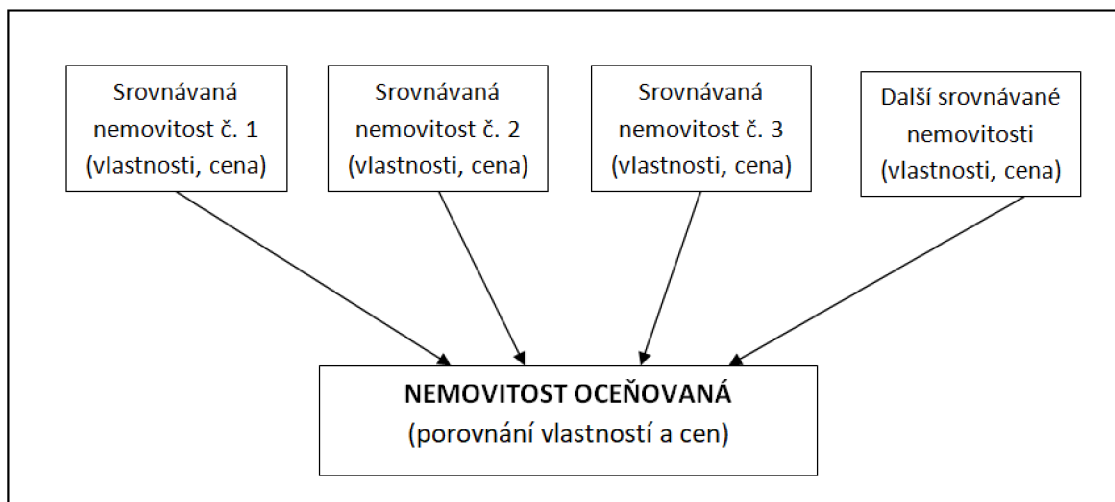 Srovnávaná
nemovitost č. 1
(vlastnosti, cena)
Srovnávaná
nemovitost č. 2
(vlastnosti, cena)
Srovnávaná
nemovitost č. 3
(vlastnosti, cena)
Další srovnávané
nemovitosti
(vlastnosti, cena)
NEMOVITOST OCEŇOVANÁ
(porovnání vlastností a cen)